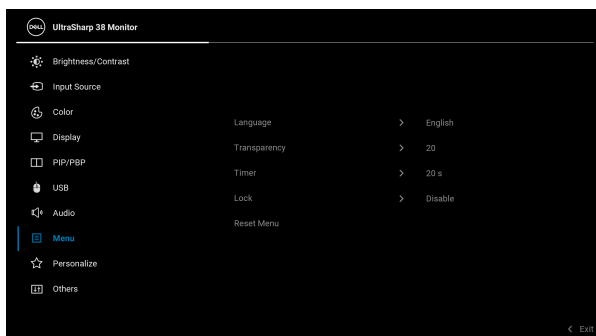 DELL UltraSharp 38 Monitor
Brightness/Contrast
Input Source
Color
Display
PIP/PBP
USB
Audio
Menu
Personalize
Others
Language > English
Transparency > 20
Timer > 20 s
Lock > Disable
Reset Menu
< Exit